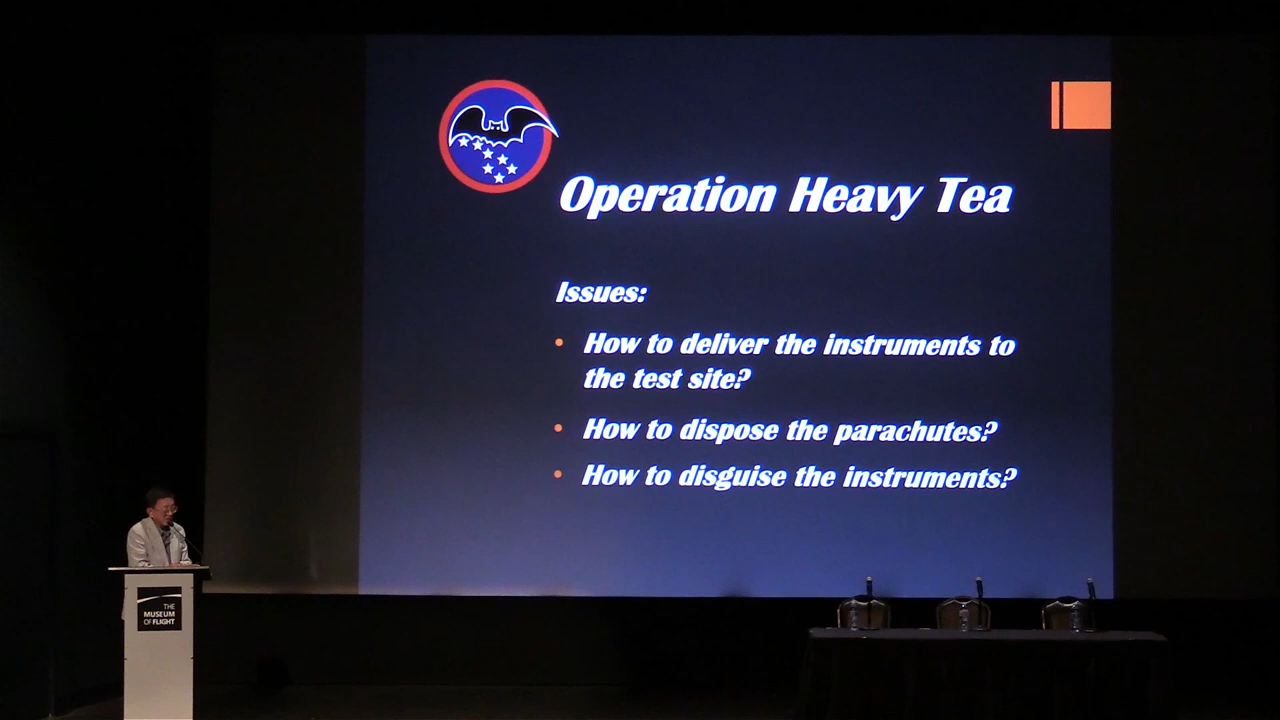 Operation Heavy Tea
Issues:
How to deliver the instruments to
the test site?
How to dispose the parachutes?
How to disguise the instruments?
THE
MUSEUM
OF FLIGHT